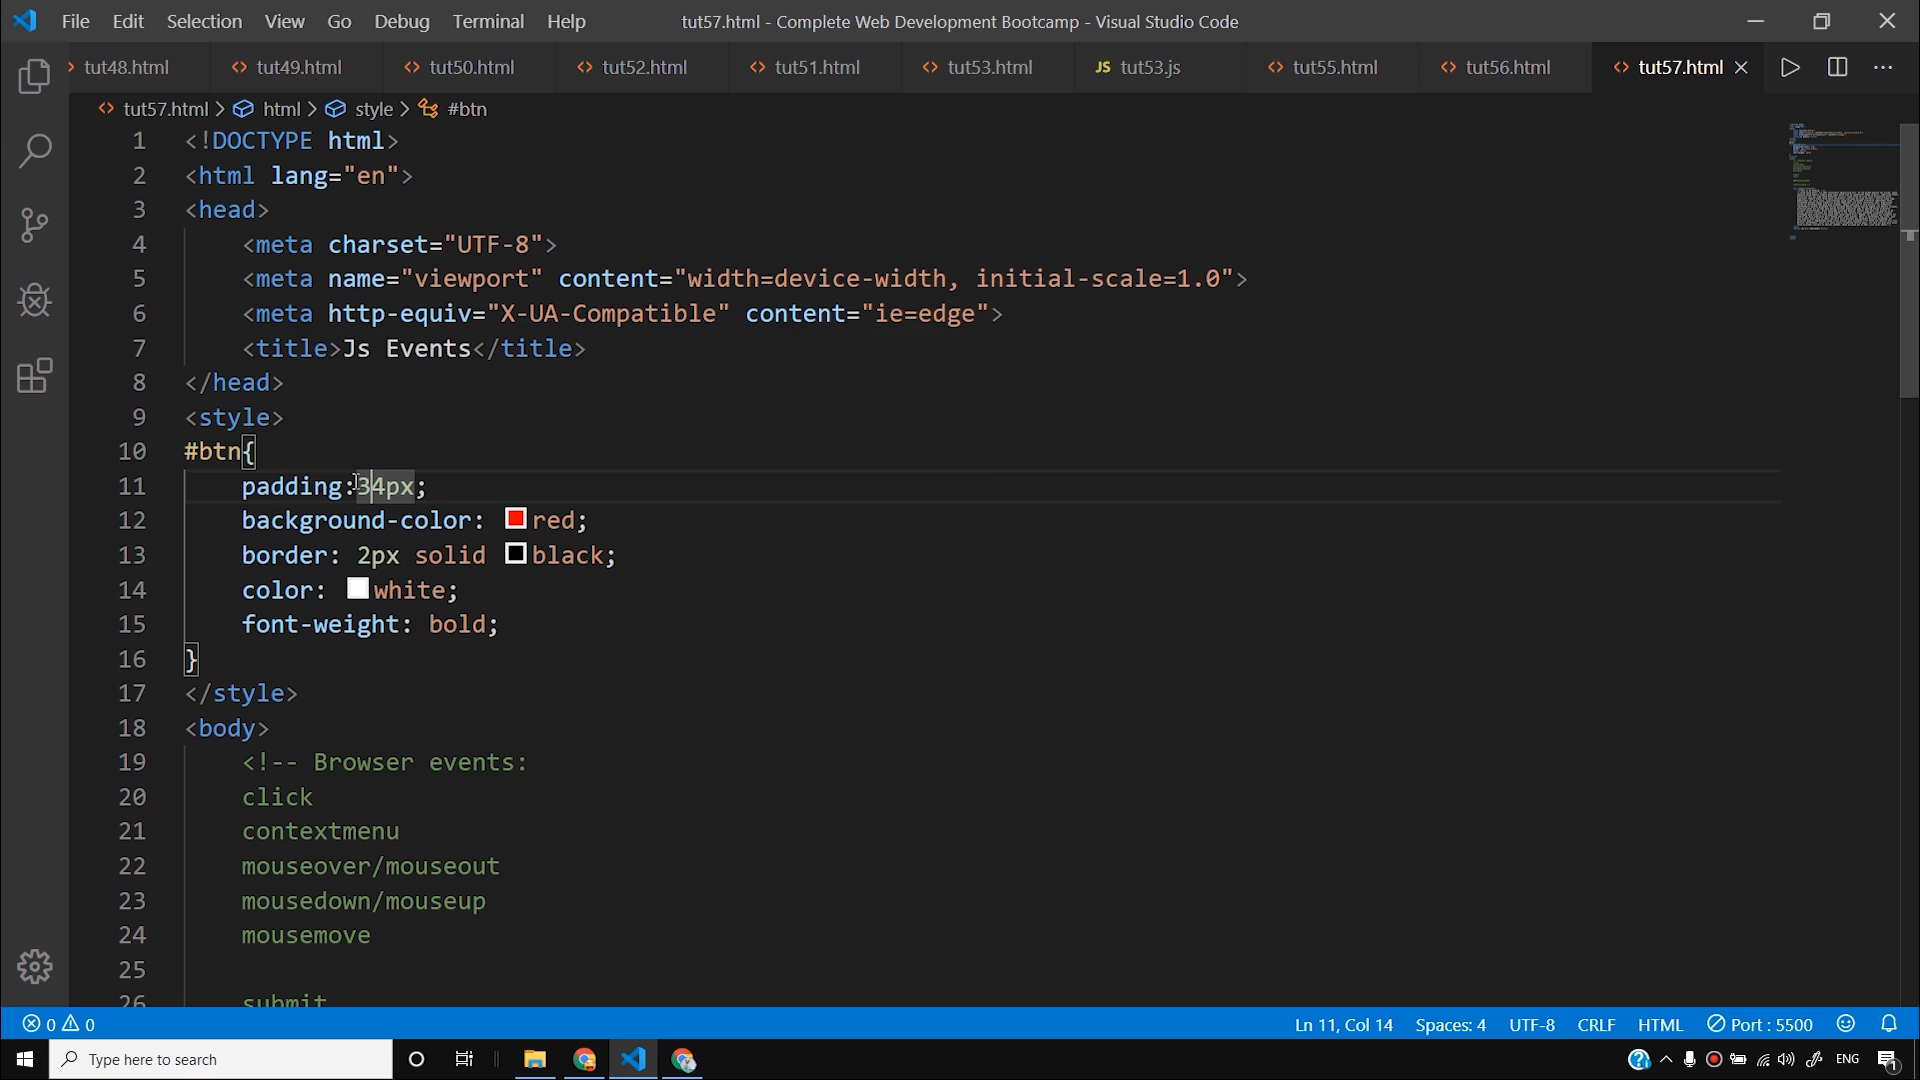 File Edit Selection View Go Debug Terminal Help tut57.html - Complete Web Development Bootcamp - Visual Studio Code
tut48.html tut49.html tut50.html tut52.html tut51.html tut53.html JS tut53.js tut55.html tut56.html tut57.html
tut57.html > html > style > #btn
1 <!DOCTYPE html>
2 <html lang="en">
3 <head>
4 <meta charset="UTF-8">
5 <meta name="viewport" content="width=device-width, initial-scale=1.0">
6 <meta http-equiv="X-UA-Compatible" content="ie=edge">
7 <title>Js Events</title>
8 </head>
9 <style>
10 #btn{
11 padding:34px;
12 background-color: red;
13 border: 2px solid black;
14 color: white;
15 font-weight: bold;
16 }
17 </style>
18 <body>
19 <!-- Browser events:
20 click
21 contextmenu
22 mouseover/mouseout
23 mousedown/mouseup
24 mousemove
25
26 submit
0 0 Ln 11, Col 14 Spaces: 4 UTF-8 CRLF HTML Port : 5500
Type here to search ENG 1